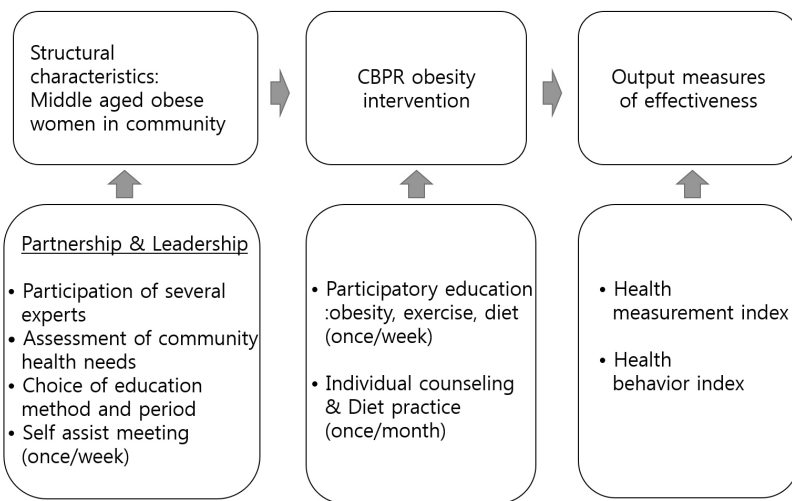 Structural
characteristics:
Middle aged obese
women in community
CBPR obesity
intervention
Output measures
of effectiveness
Partnership & Leadership
• Participation of several
experts
• Assessment of community
health needs
• Choice of education
method and period
• Self assist meeting
(once/week)
• Participatory education
:obesity, exercise, diet
(once/week)
• Individual counseling
& Diet practice
(once/month)
• Health
measurement index
• Health
behavior index